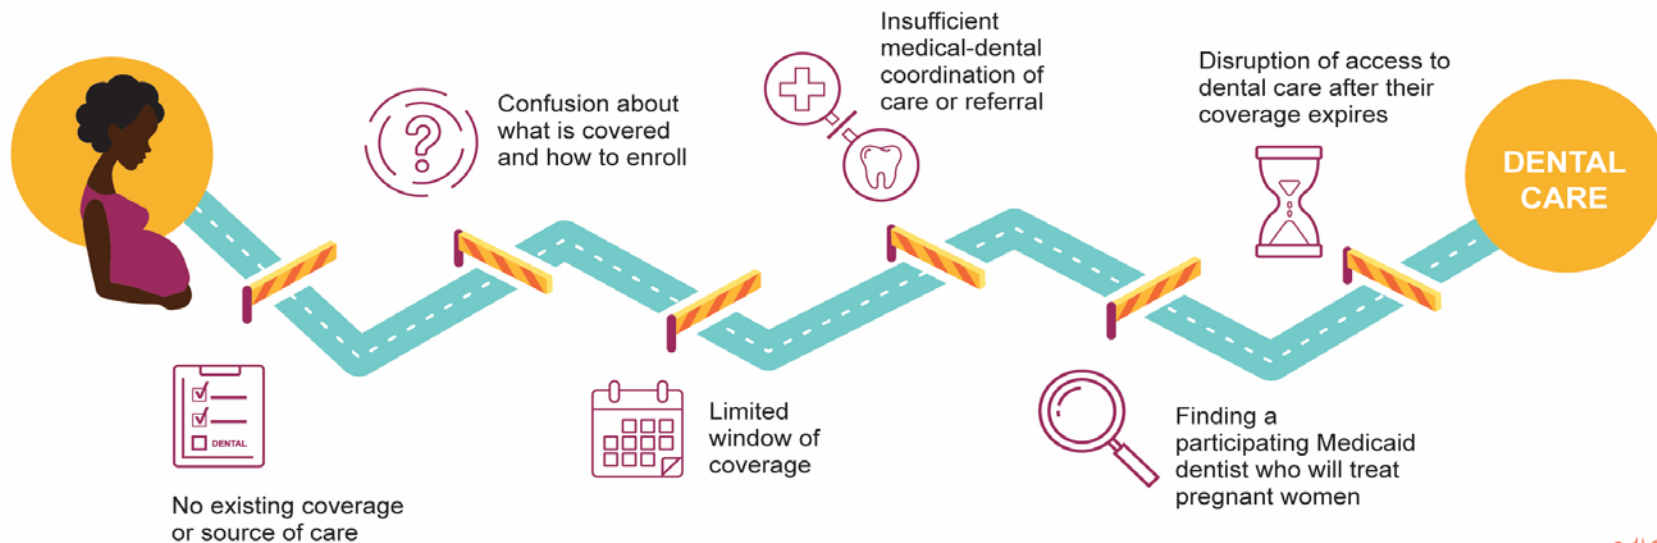 No existing coverage
or source of care
DENTAL
Confusion about
what is covered
and how to enroll
Limited
window of
coverage
Insufficient
medical-dental
coordination of
care or referral
Finding a
participating Medicaid
dentist who will treat
pregnant women
Disruption of access to
dental care after their
coverage expires
DENTAL
CARE